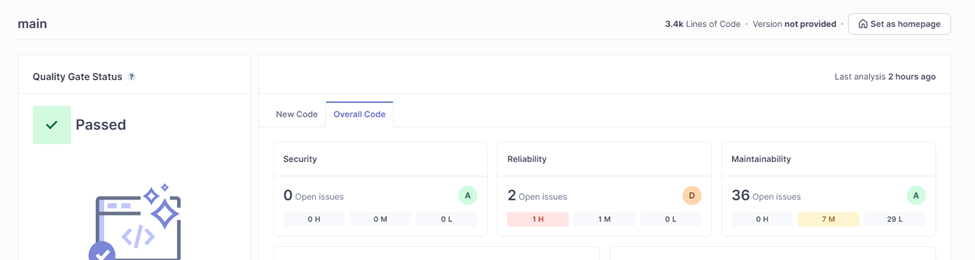 main
3.4k Lines of Code • Version not provided • Set as homepage
Quality Gate Status ?
Last analysis 2 hours ago
Passed
New Code Overall Code
Security
0 Open issues A
0 H 0 M 0 L
Reliability
2 Open issues D
1 H 1 M 0 L
Maintainability
36 Open issues A
0 H 7 M 29 L